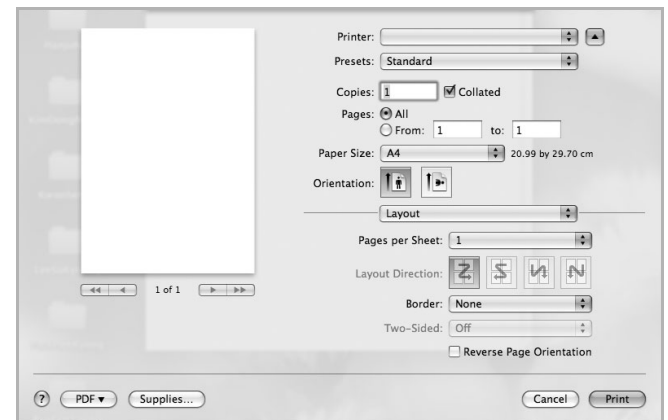 Printer:
Presets: Standard
Copies: 1 Collated
Pages: All
From: 1 to: 1
Paper Size: A4 20.99 by 29.70 cm
Orientation:
Layout
Pages per Sheet: 1
Layout Direction:
1 of 1
Border: None
Two-Sided: Off
Reverse Page Orientation
? PDF ▾ Supplies... Cancel Print